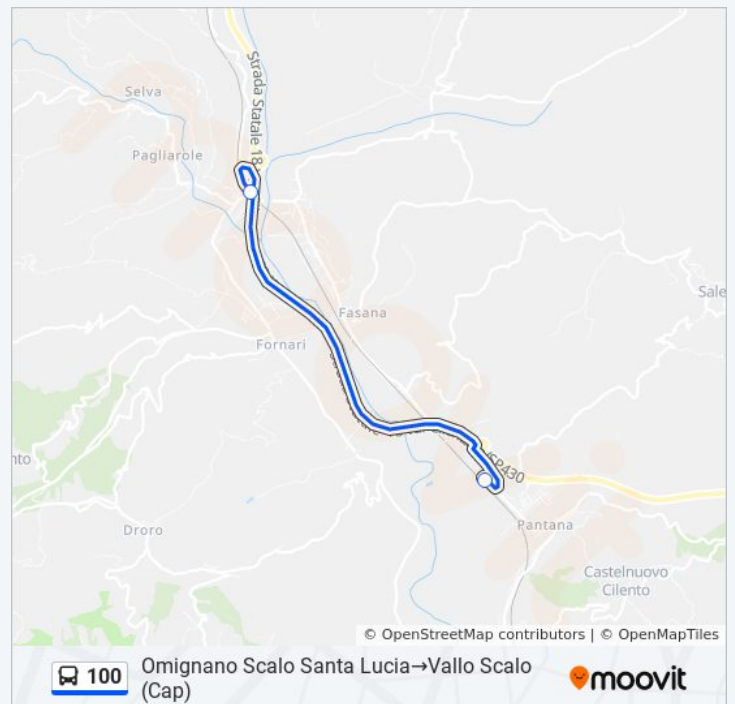 Strada Statale 18
Selva
Pagliarole
Sale
Fasana
Fornari
SP430
nto
Droro
Pantana
Castelnuovo
Cilento
© OpenStreetMap contributors | © OpenMapTiles
100
Omignano Scalo Santa Lucia→Vallo Scalo
(Cap)
moovit